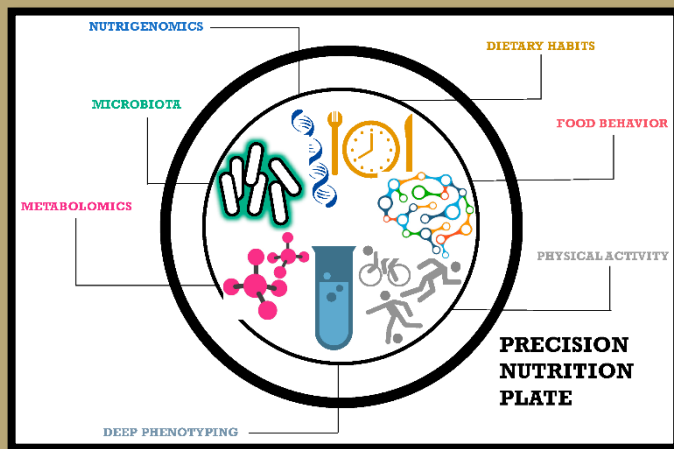 NUTRIGENOMICS
DIETARY HABITS
MICROBIOTA
FOOD BEHAVIOR
METABOLOMICS
PHYSICAL ACTIVITY
PRECISION
NUTRITION
PLATE
DEEP PHENOTYPING